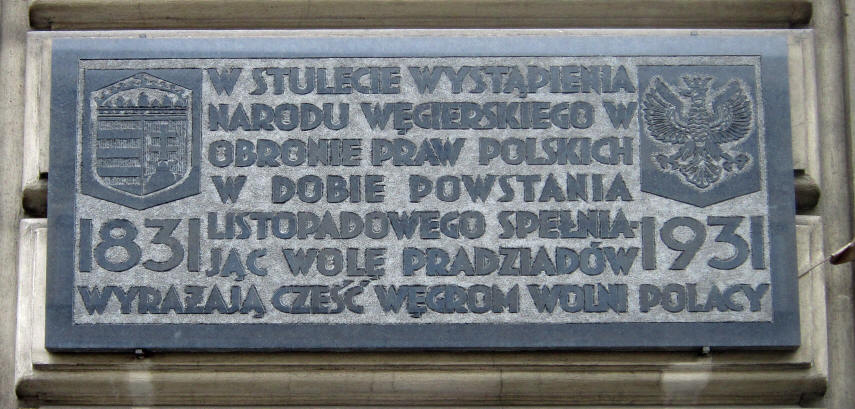 W STULECIE WYSTĄPIENIA
NARODU WĘGIERSKIEGO W
OBRONIE PRAW POLSKICH
W DOBIE POWSTANIA
LISTOPADOWEGO SPEŁNIA-
1831 JĄC WOLĘ PRADZIADÓW 1931
WYRAŻAJĄ CZEŚĆ WĘGROM WOLNI POLACY